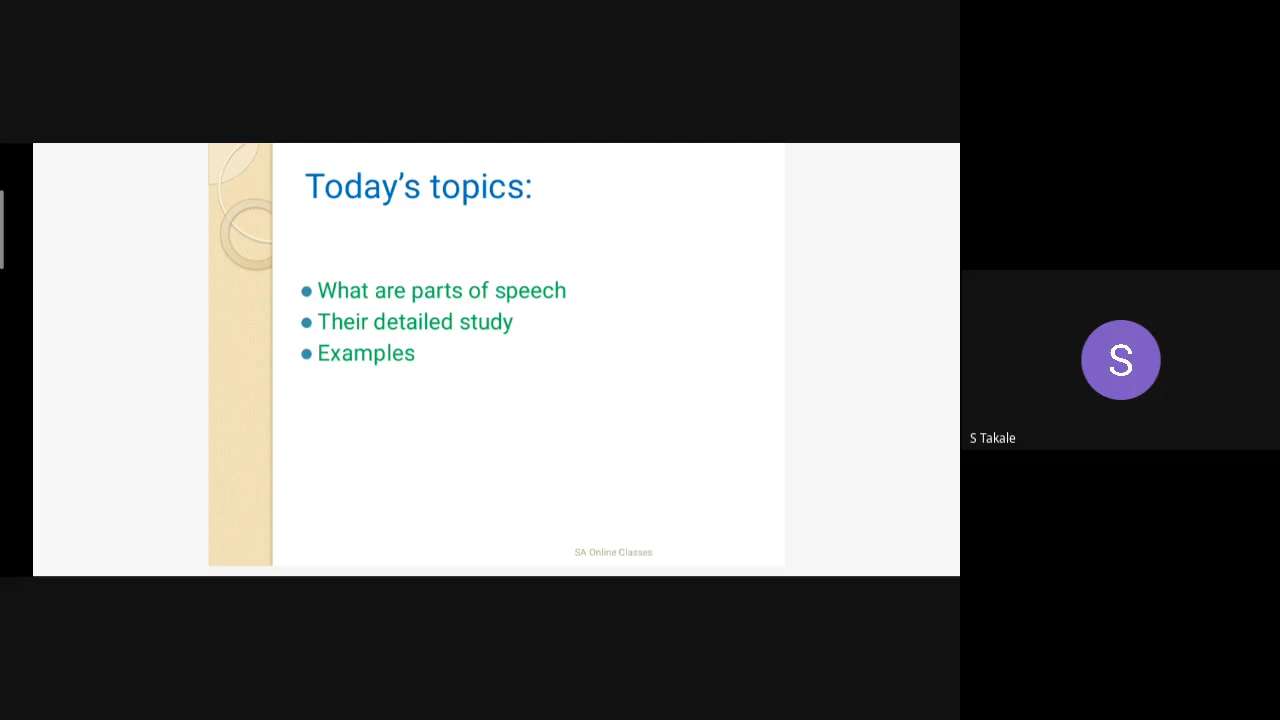 Today’s topics:
What are parts of speech
Their detailed study
Examples
SA Online Classes
S
S Takale